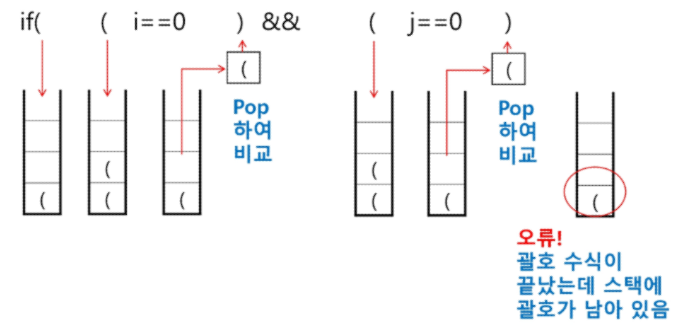 if( ( i==0 ) && ( j==0 )
( (
Pop
하여
비교
Pop
하여
비교
( (
( ( ( ( ( (
오류!
괄호 수식이
끝났는데 스택에
괄호가 남아 있음